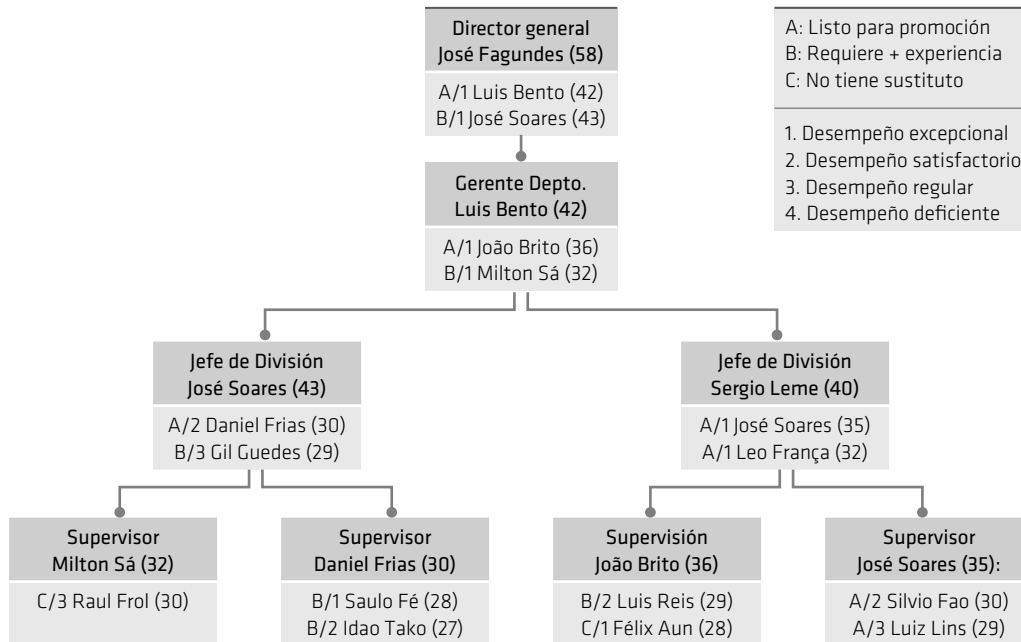 Director general
José Fagundes (58)
A/1 Luis Bento (42)
B/1 José Soares (43)
A: Listo para promoción
B: Requiere + experiencia
C: No tiene sustituto
1. Desempeño excepcional
2. Desempeño satisfactorio
3. Desempeño regular
4. Desempeño deficiente
Gerente Depto.
Luis Bento (42)
A/1 João Brito (36)
B/1 Milton Sá (32)
Jefe de División
José Soares (43)
A/2 Daniel Frias (30)
B/3 Gil Guedes (29)
Jefe de División
Sergio Leme (40)
A/1 José Soares (35)
A/1 Leo França (32)
Supervisor
Milton Sá (32)
C/3 Raul Frol (30)
Supervisor
Daniel Frias (30)
B/1 Saulo Fé (28)
B/2 Idao Tako (27)
Supervisión
João Brito (36)
B/2 Luis Reis (29)
C/1 Félix Aun (28)
Supervisor
José Soares (35):
A/2 Silvio Fao (30)
A/3 Luiz Lins (29)